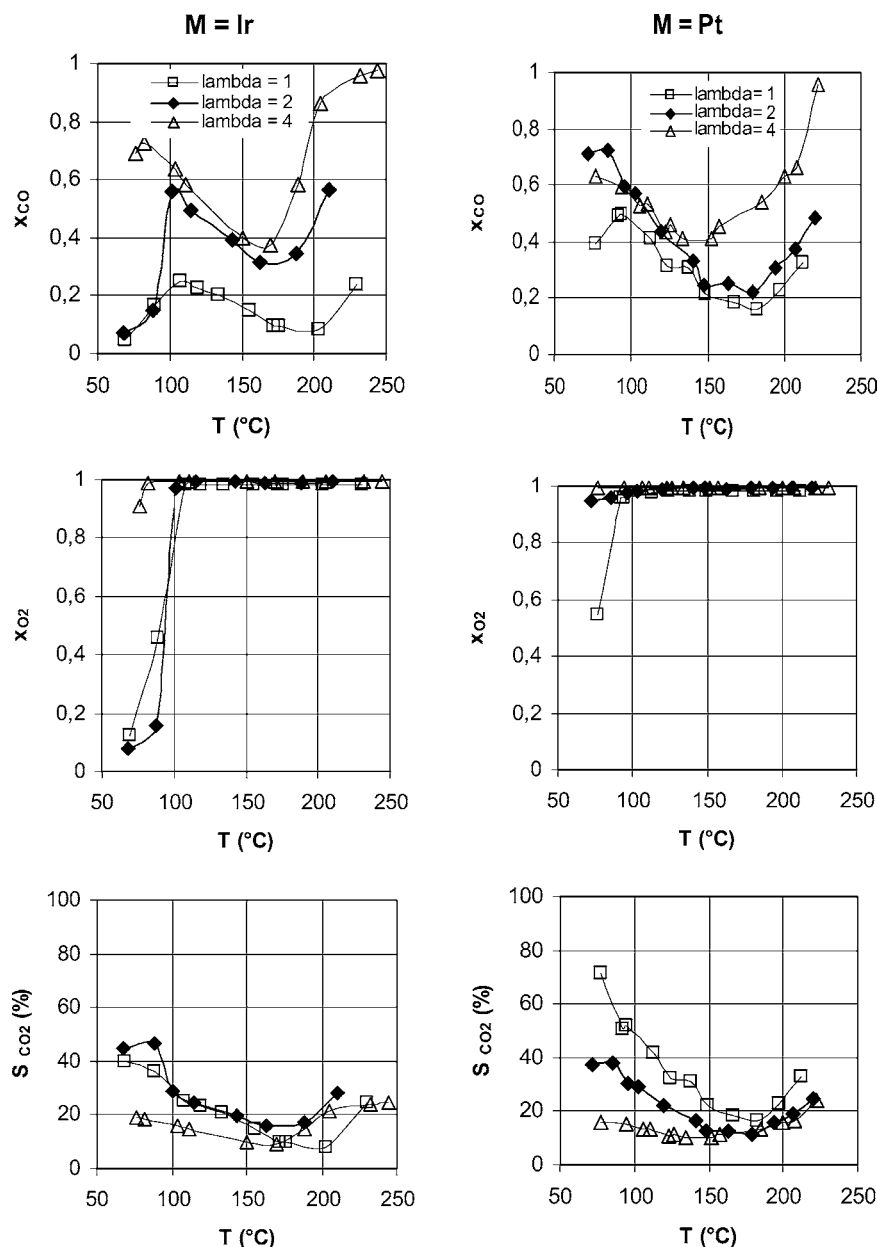 M = Ir
1
0,8
0,6
0,4
0,2
0
lambda = 1
lambda = 2
lambda = 4
xCO
50 100 150 200 250
T (°C)
M = Pt
1
0,8
0,6
0,4
0,2
0
lambda= 1
lambda= 2
lambda= 4
xCO
50 100 150 200 250
T (°C)
1
0,8
0,6
0,4
0,2
0
xO2
50 100 150 200 250
T (°C)
1
0,8
0,6
0,4
0,2
0
xO2
50 100 150 200 250
T (°C)
100
80
60
40
20
0
S CO2 (%)
50 100 150 200 250
T (°C)
100
80
60
40
20
0
S CO2 (%)
50 100 150 200 250
T (°C)